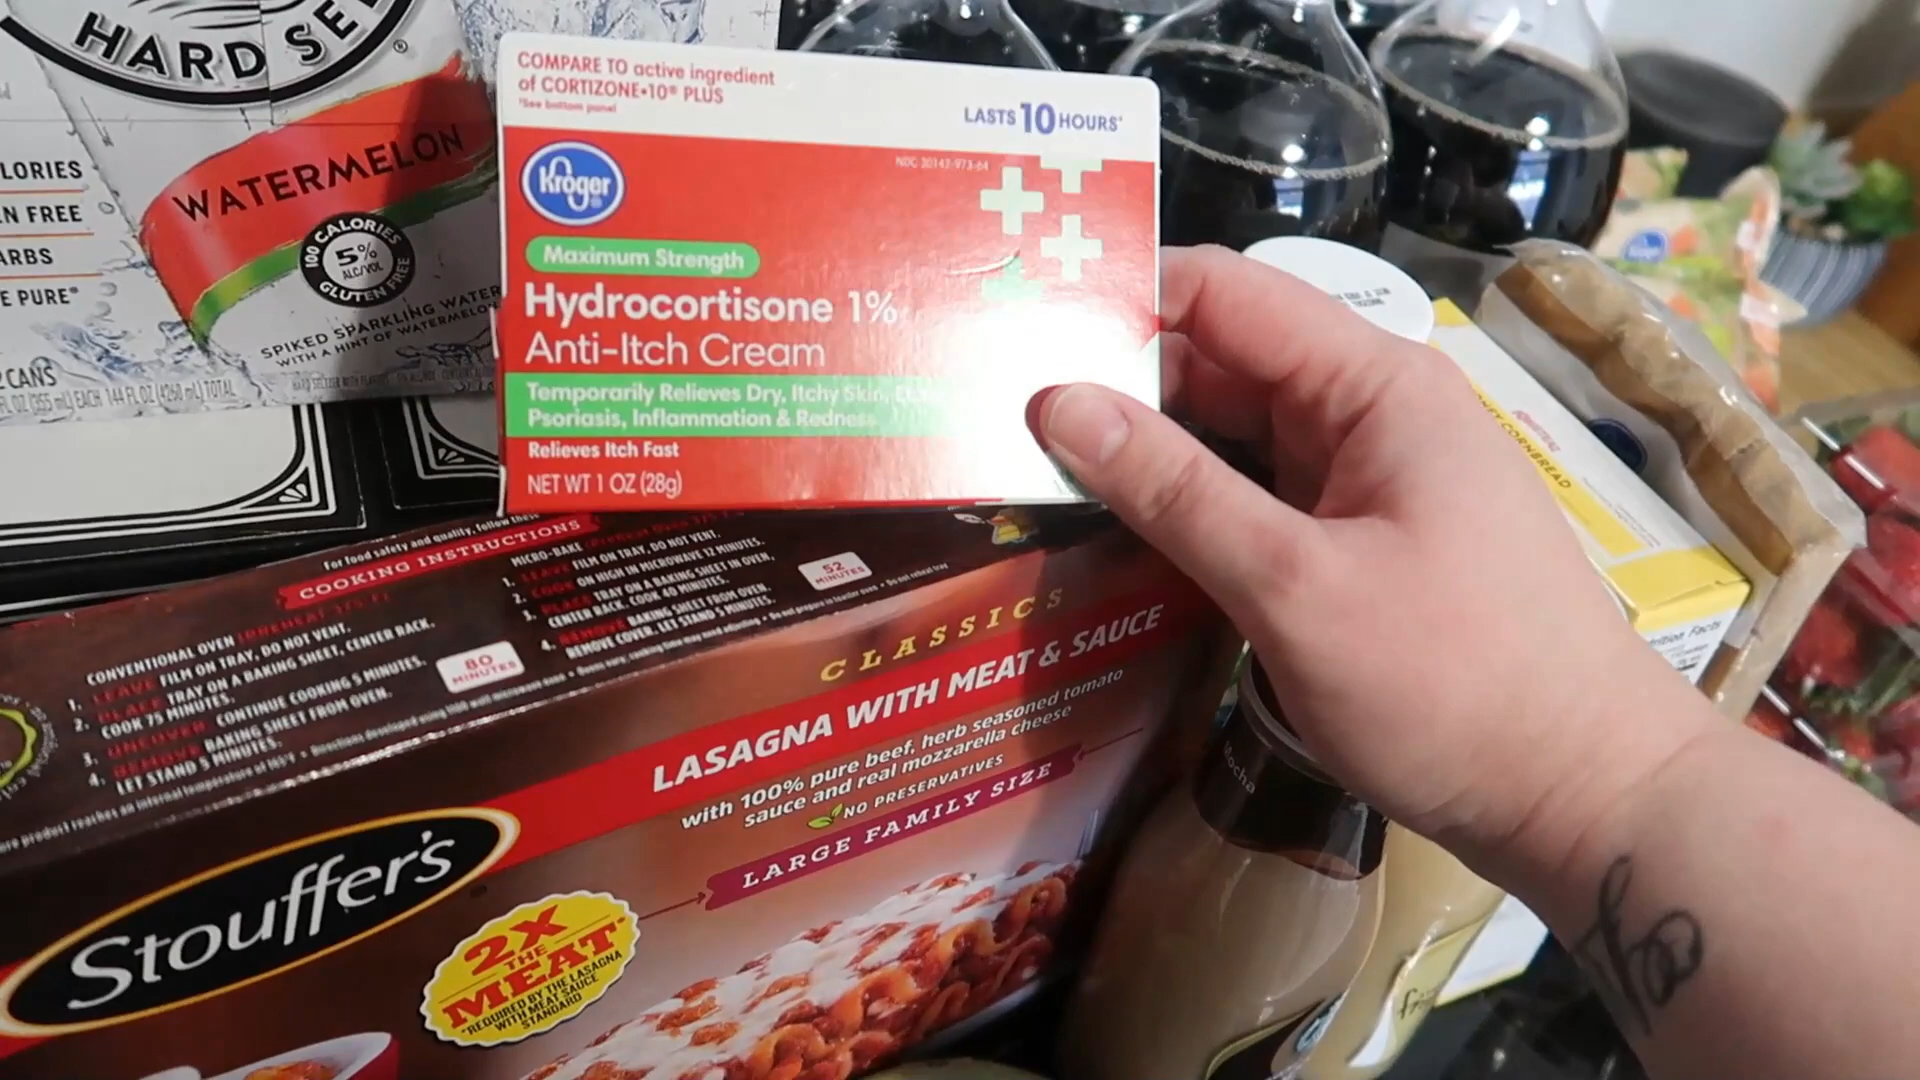 HARD SE
®
LORIES
N FREE
ARBS
E PURE®
WATERMELON
100 CALORIES
5%
ALC/VOL
GLUTEN FREE
SPIKED SPARKLING WATER
WITH A HINT OF WATERMELO
CANS
FL OZ (355 mL) EACH 144 FL OZ (4260 mL) TOTAL
COMPARE TO active ingredient
of CORTIZONE•10® PLUS
*See bottom panel
LASTS 10 HOURS*
Kroger
NDC 30142-973-64
Maximum Strength
Hydrocortisone 1%
Anti-Itch Cream
Temporarily Relieves Dry, Itchy Skin,
Psoriasis, Inflammation & Redness
Relieves Itch Fast
NET WT 1 OZ (28g)
For food safety and quality, follow these
COOKING INSTRUCTIONS
CONVENTIONAL OVEN PREHEAT 375°F
1. LEAVE FILM ON TRAY, DO NOT VENT.
2. PLACE TRAY ON A BAKING SHEET, CENTER RACK.
COOK 75 MINUTES.
3. UNCOVER CONTINUE COOKING 5 MINUTES.
4. REMOVE BAKING SHEET FROM OVEN.
LET STAND 5 MINUTES.
80
MINUTES
MICRO-BAKE
1. LEAVE FILM ON TRAY, DO NOT VENT.
2. COOK ON HIGH IN MICROWAVE 12 MINUTES.
3. PLACE TRAY ON A BAKING SHEET IN OVEN,
CENTER RACK. COOK 40 MINUTES.
4. REMOVE BAKING SHEET FROM OVEN.
REMOVE COVER. LET STAND 5 MINUTES.
52
MINUTES
CLASSICS
LASAGNA WITH MEAT & SAUCE
with 100% pure beef, herb seasoned tomato
sauce and real mozzarella cheese
NO PRESERVATIVES
LARGE FAMILY SIZE
Stouffer's
2X
THE
MEAT*
*REQUIRED BY THE LASAGNA
WITH MEAT SAUCE
STANDARD
Mocha
CORNBREAD
Nutrition Facts